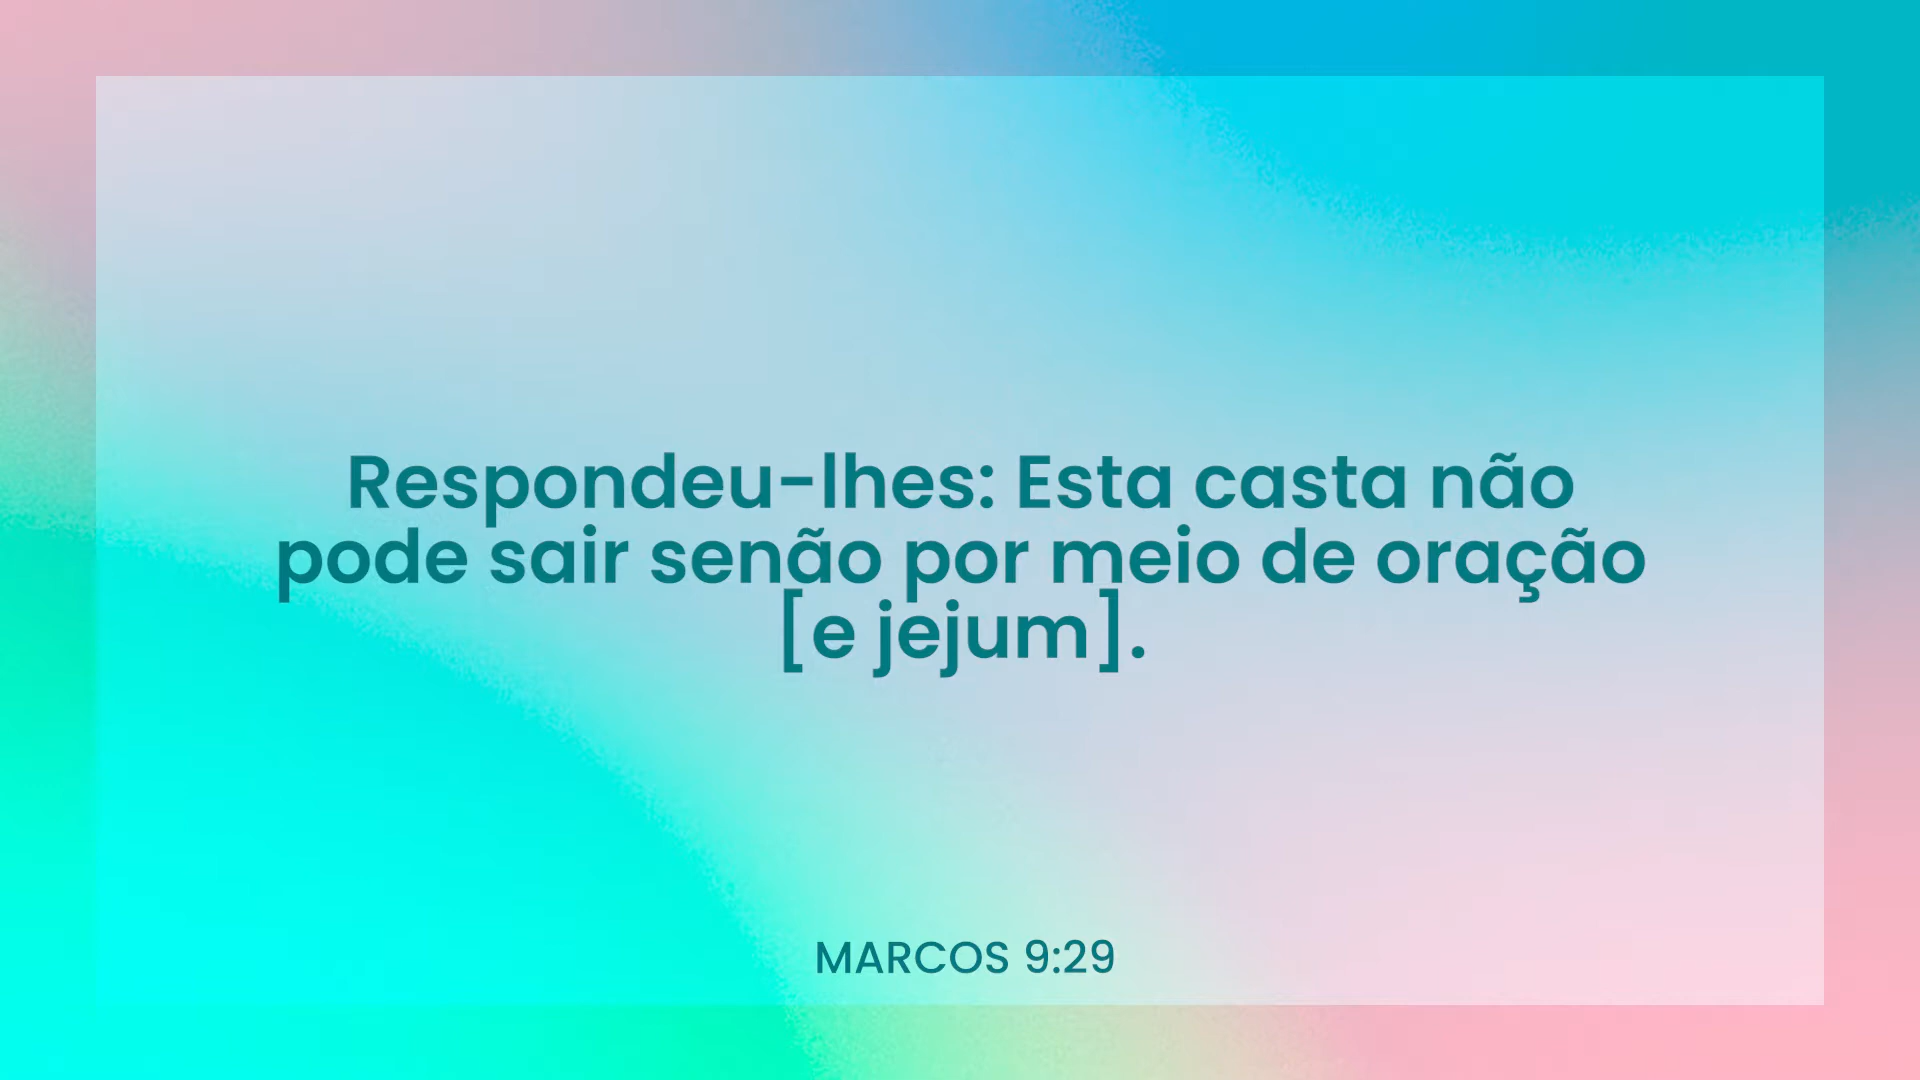 Respondeu-lhes: Esta casta não
pode sair senão por meio de oração
[e jejum].
MARCOS 9:29